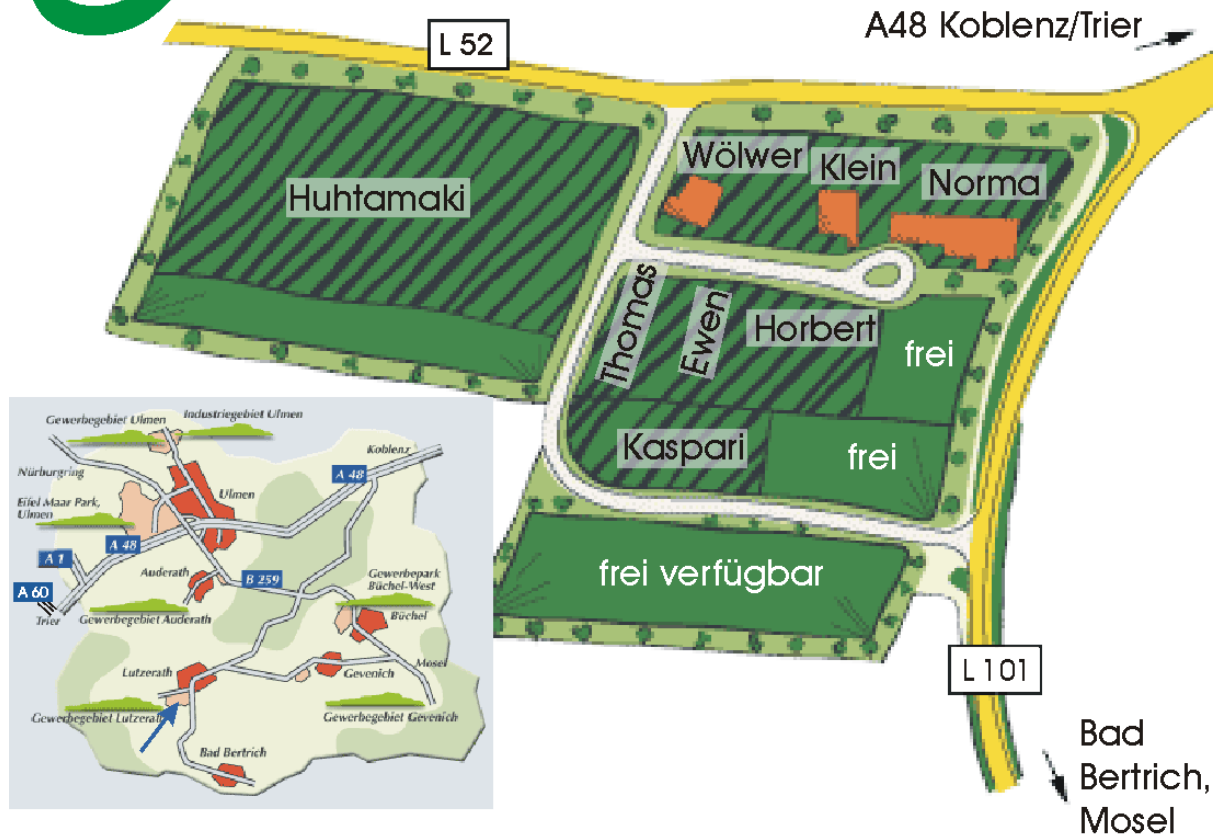 A48 Koblenz/Trier
L 52
Wölwer
Klein
Norma
Huhtamaki
Thomas
Ewen
Horbert
frei
Kaspari
frei
frei verfügbar
L 101
Bad
Bertrich,
Mosel
Gewerbegebiet Ulmen
Industriegebiet Ulmen
Koblenz
Nürburgring
A 48
Ulmen
Eifel Maar Park,
Ulmen
A 48
A 1
A 60
Trier
Auderath
B 259
Gewerbepark
Büchel-West
Büchel
Gewerbegebiet Auderath
Lutzerath
Mosel
Gevenich
Gewerbegebiet Lutzerath
Gewerbegebiet Gevenich
Bad Bertrich